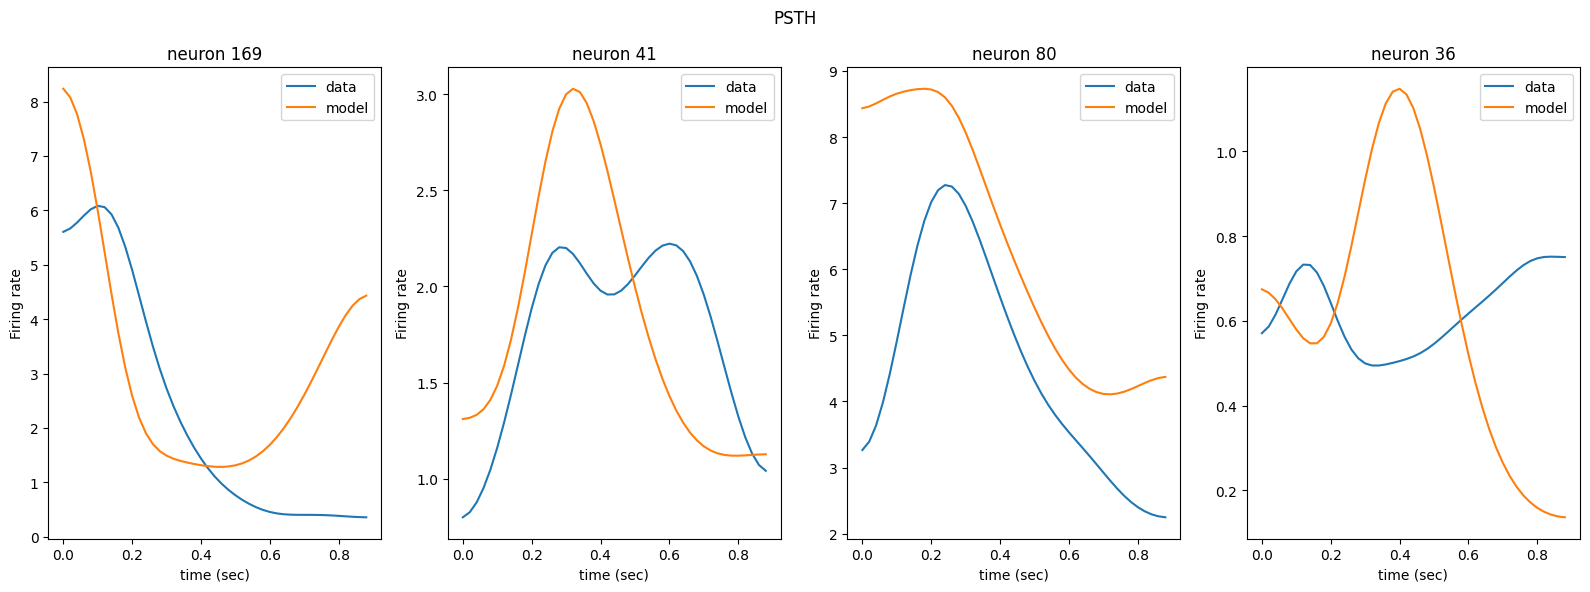 PSTH
neuron 169
data
model
Firing rate
8
7
6
5
4
3
2
1
0
0.0 0.2 0.4 0.6 0.8
time (sec)
neuron 41
data
model
Firing rate
3.0
2.5
2.0
1.5
1.0
0.0 0.2 0.4 0.6 0.8
time (sec)
neuron 80
data
model
Firing rate
9
8
7
6
5
4
3
2
0.0 0.2 0.4 0.6 0.8
time (sec)
neuron 36
data
model
Firing rate
1.0
0.8
0.6
0.4
0.2
0.0 0.2 0.4 0.6 0.8
time (sec)